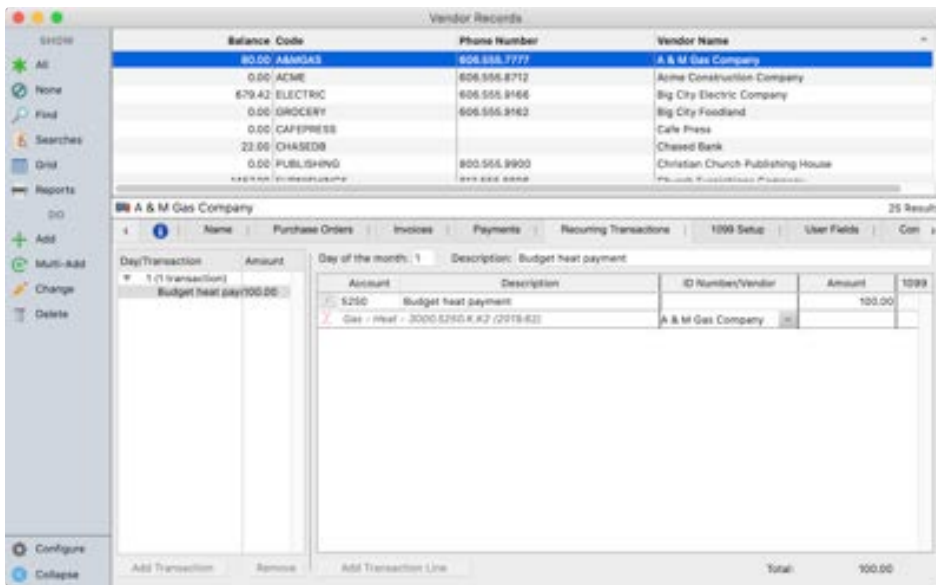 Vendor Records
SHOW
All
None
Find
Searches
Grid
Reports
DO
Add
Multi-Add
Change
Delete
Configure
Collapse
Balance Code Phone Number Vendor Name
80.00 A&MGAS 606.555.7777 A & M Gas Company
0.00 ACME 606.555.8712 Acme Construction Company
679.42 ELECTRIC 606.555.9166 Big City Electric Company
0.00 GROCERY 606.555.9162 Big City Foodland
0.00 CAFEPRESS Cafe Press
22.00 CHASEDB Chased Bank
0.00 PUBLISHING 800.555.9900 Christian Church Publishing House
A & M Gas Company 25 Result
Name Purchase Orders Invoices Payments Recurring Transactions 1099 Setup User Fields Con
Day/Transaction Amount
1 (1 transaction)
Budget heat pay 100.00
Day of the month: 1 Description: Budget heat payment
Account Description ID Number/Vendor Amount 1099
5250 Budget heat payment 100.00
Gas - Heat - A & M Gas Company
Add Transaction Remove Add Transaction Line Total: 100.00